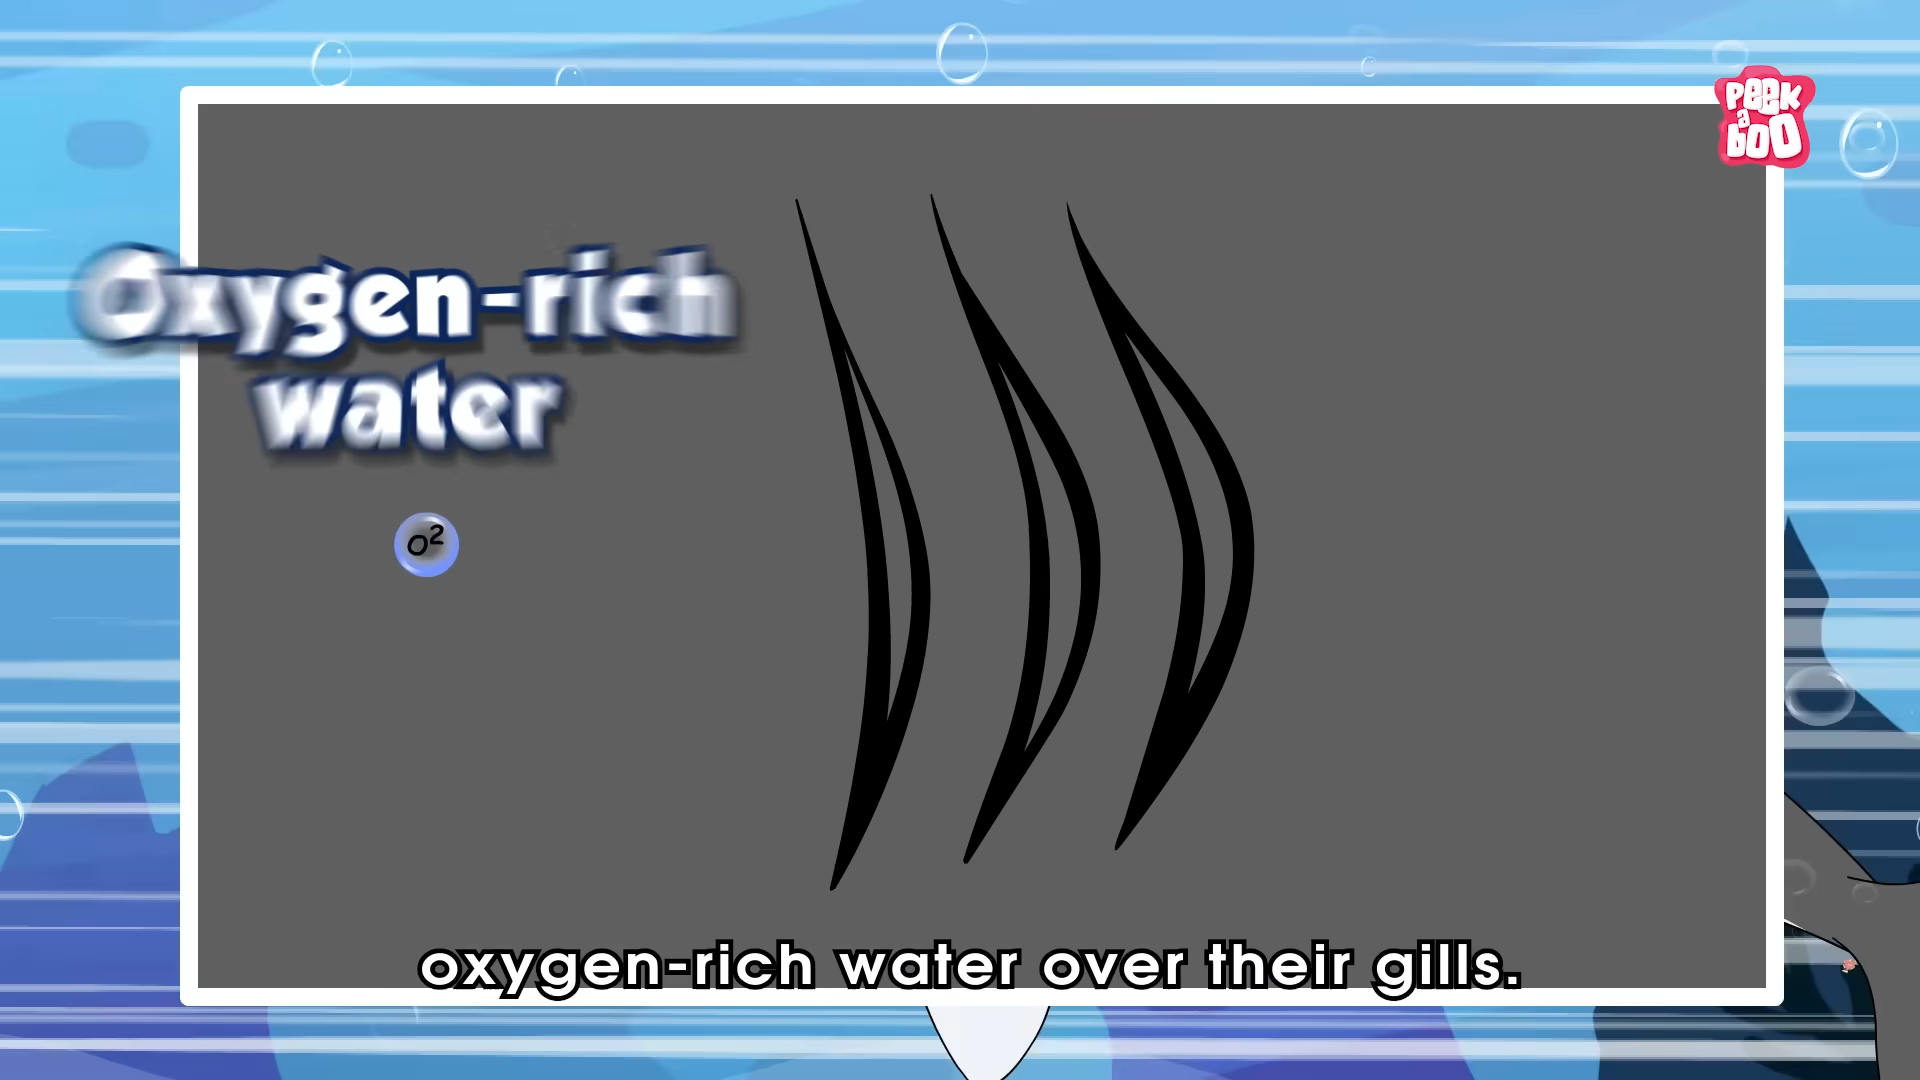 peek
a
boo
Oxygen-rich
water
O²
oxygen-rich water over their gills.